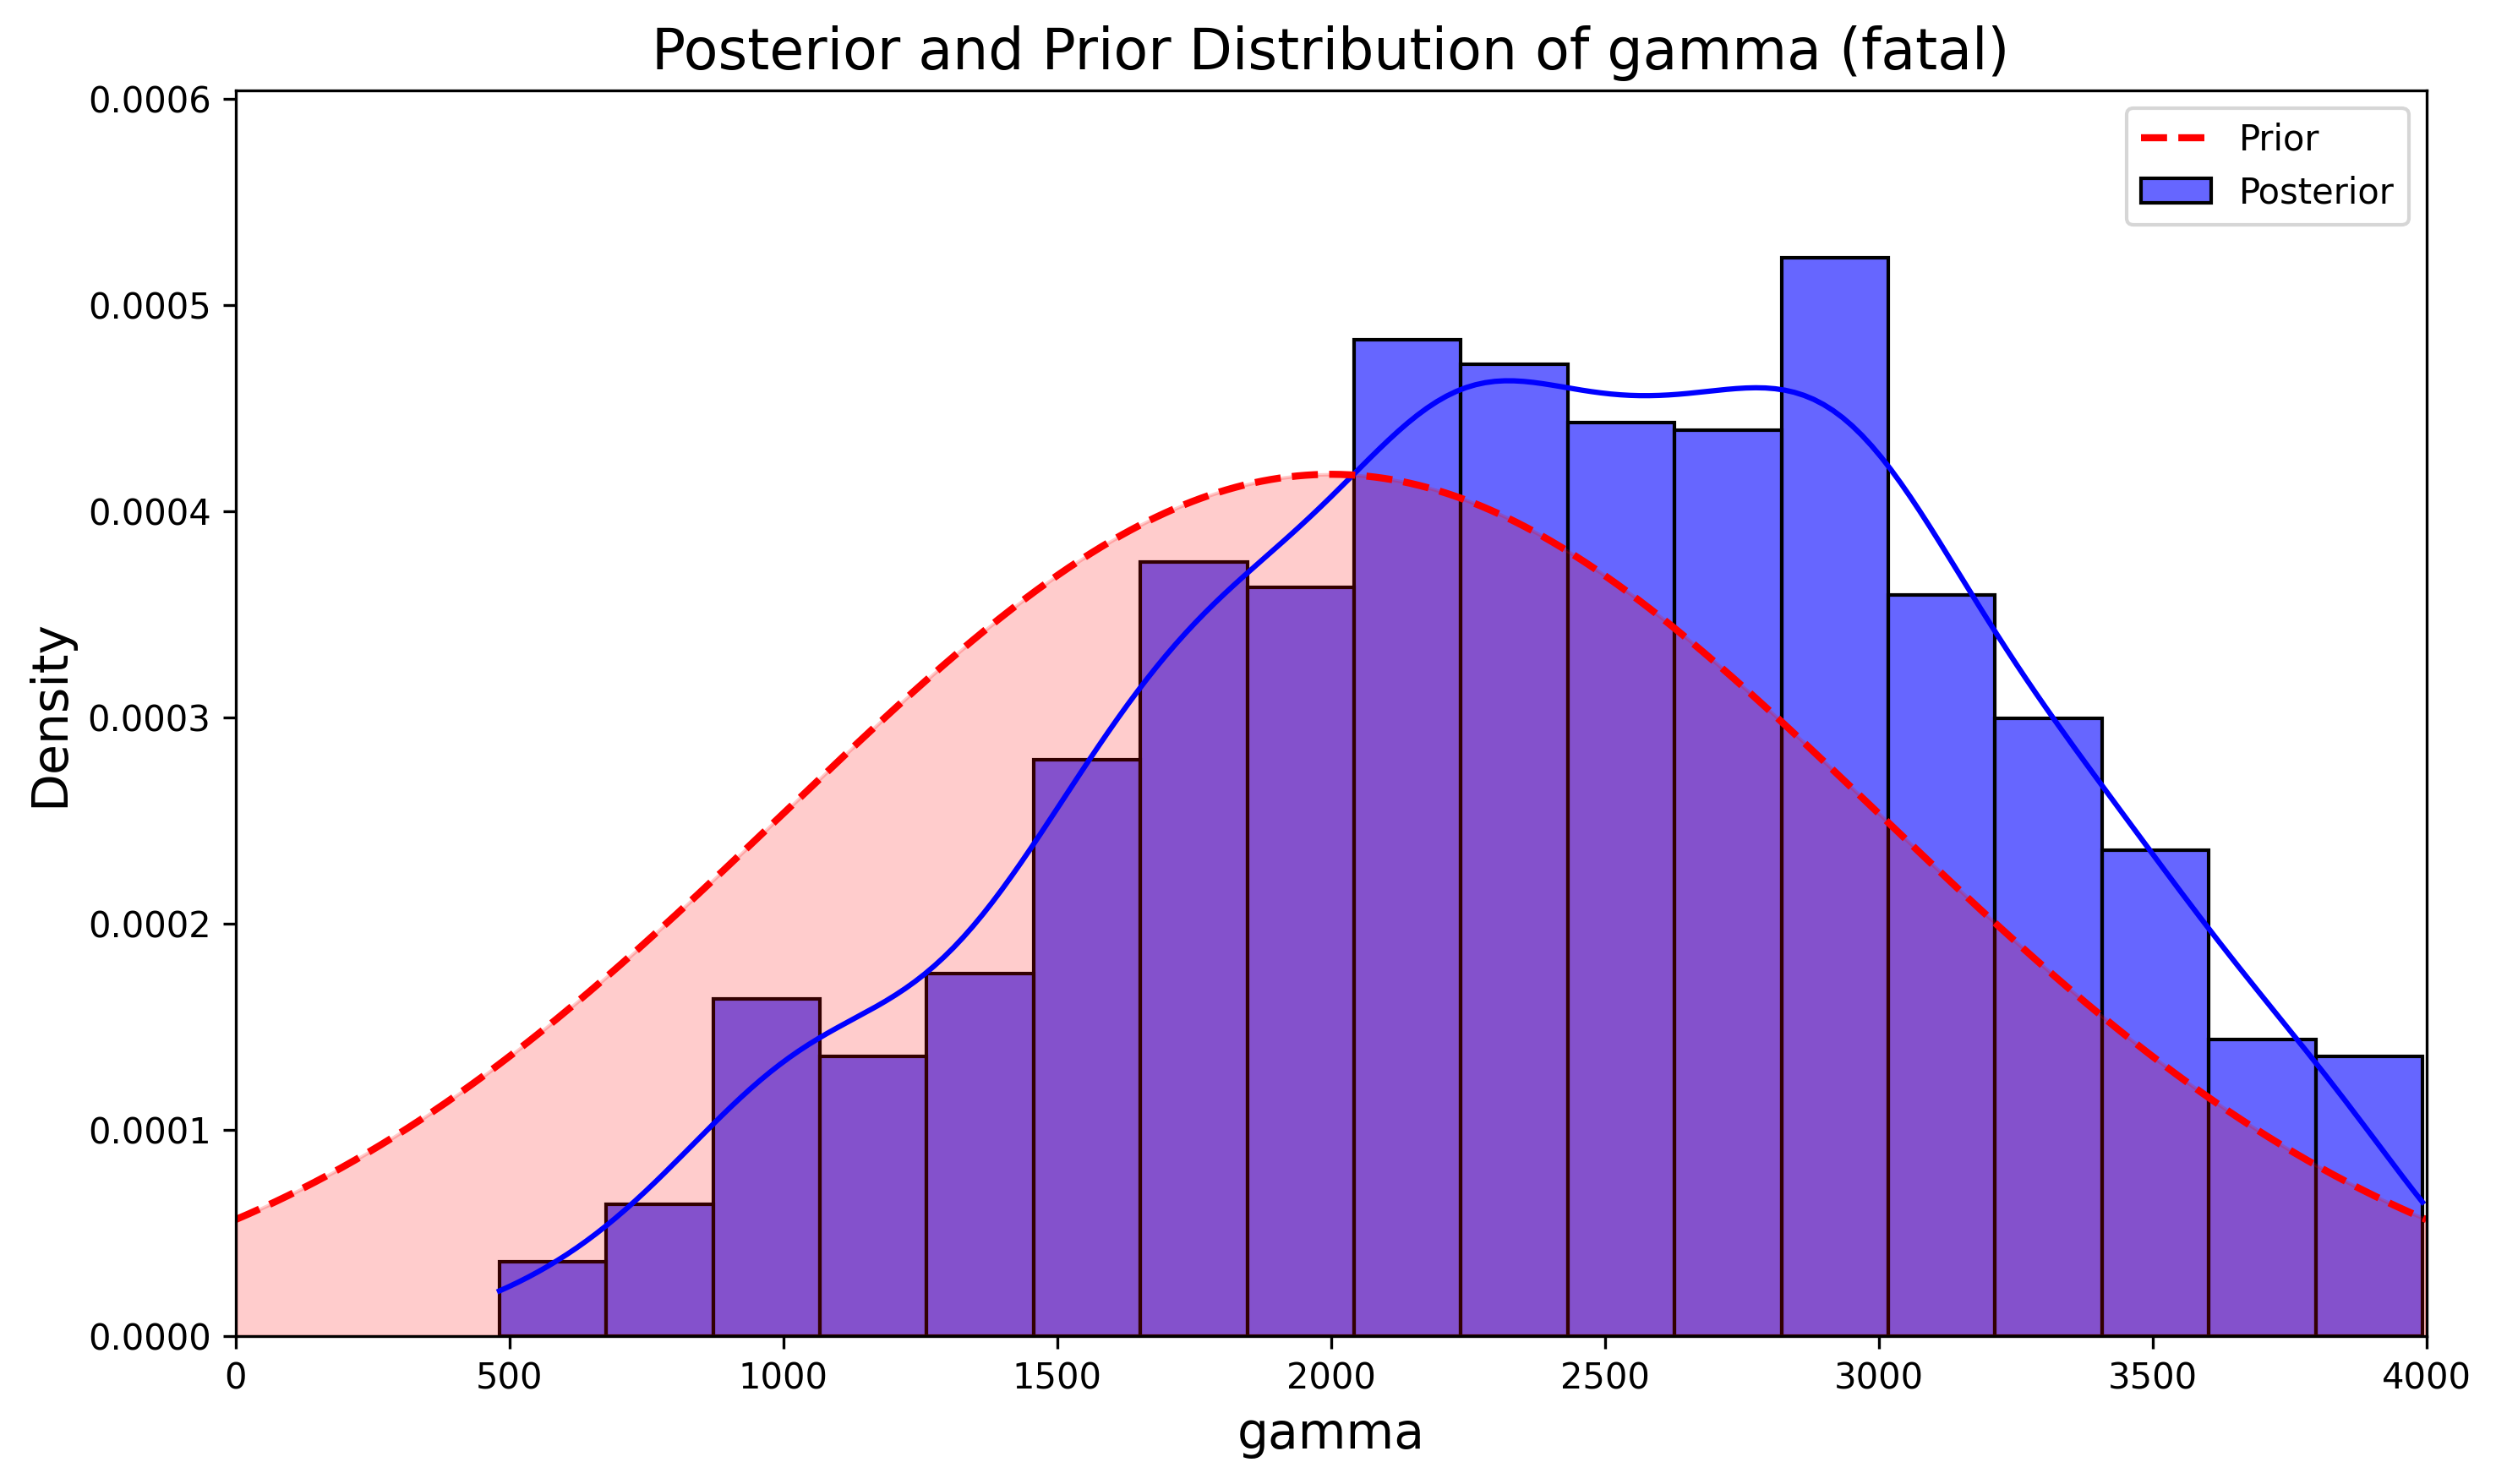 Posterior and Prior Distribution of gamma (fatal)
Prior
Posterior
Density
0.0006
0.0005
0.0004
0.0003
0.0002
0.0001
0.0000
0 500 1000 1500 2000 2500 3000 3500 4000
gamma